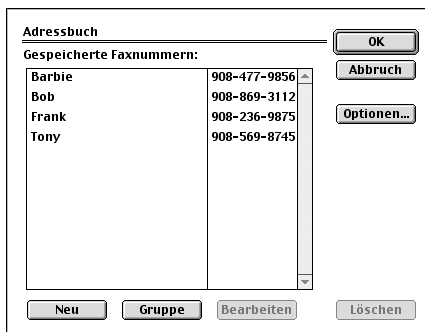 Adressbuch
Gespeicherte Faxnummern:
Barbie 908-477-9856
Bob 908-869-3112
Frank 908-236-9875
Tony 908-569-8745
OK
Abbruch
Optionen...
Neu Gruppe Bearbeiten Löschen